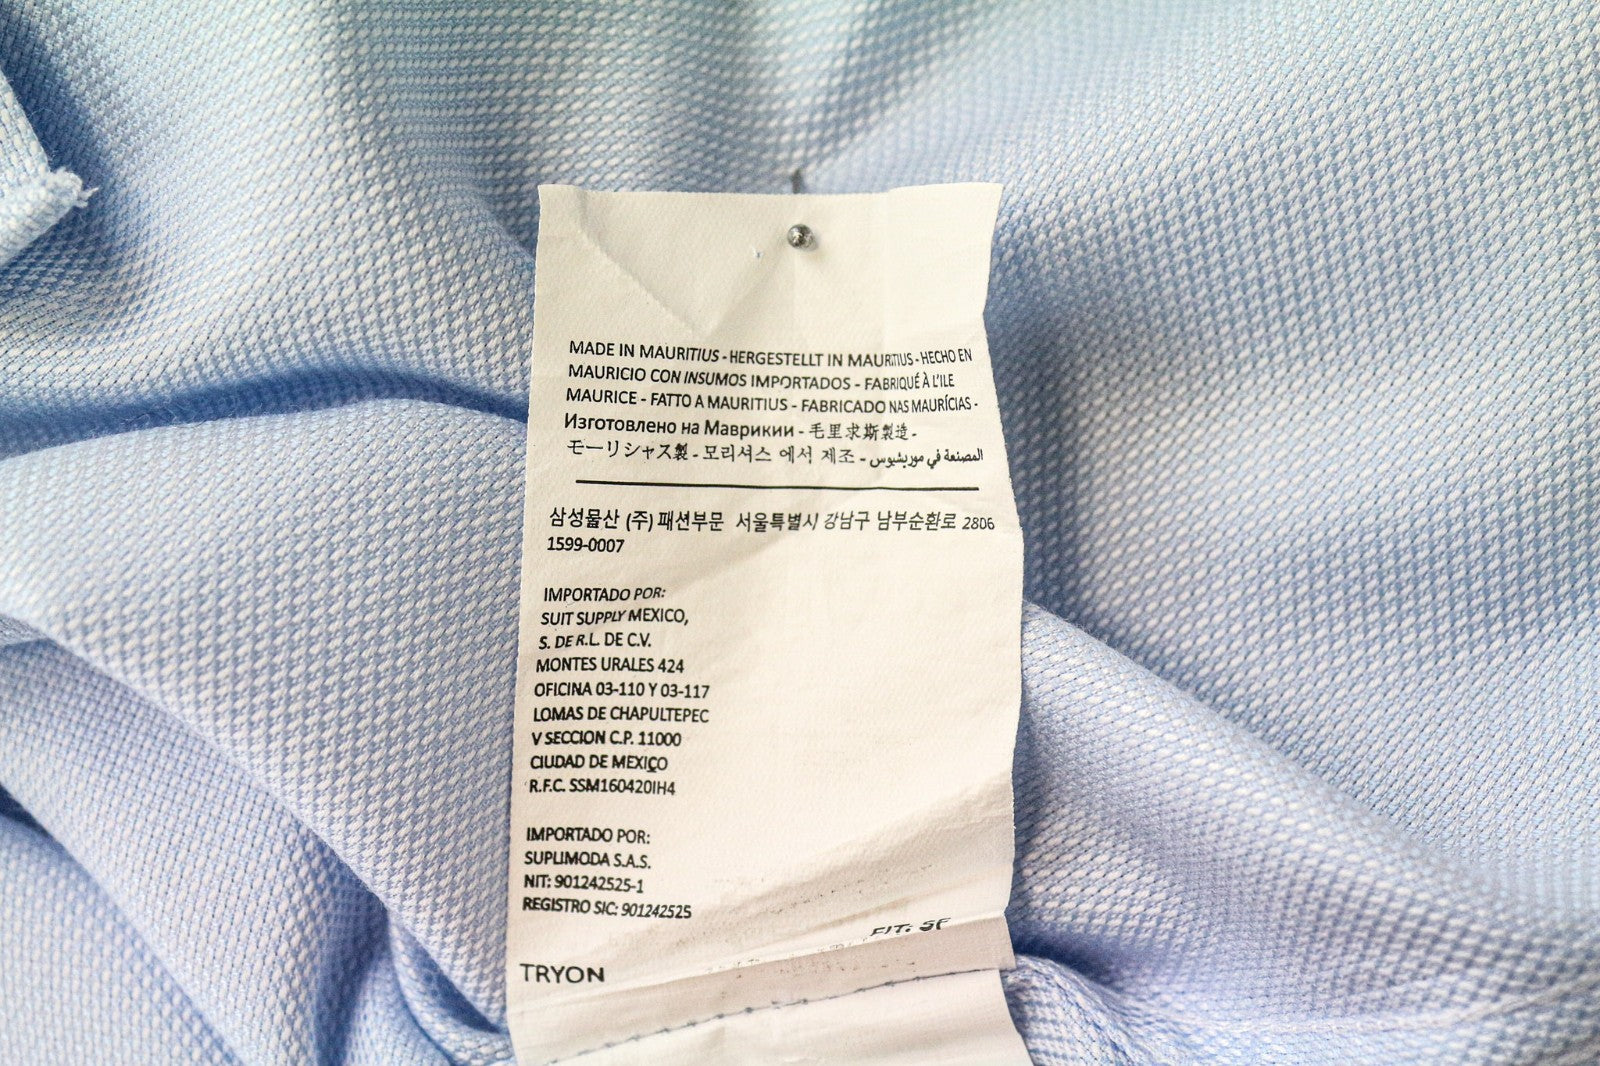 MADE IN MAURITIUS - HERGESTELLT IN MAURITIUS - HECHO EN
MAURICIO CON INSUMOS IMPORTADOS - FABRIQUÉ À L'ILE
MAURICE - FATTO A MAURITIUS - FABRICADO NAS MAURÍCIAS -
Изготовлено на Маврикии - 毛里求斯製造 -
モーリシャス製 - 모리셔스 에서 제조 - المصنعة في موريشيوس
삼성물산 (주) 패션부문 서울특별시 강남구 남부순환로 2806
1599-0007
IMPORTADO POR:
SUIT SUPPLY MEXICO,
S. DE R.L. DE C.V.
MONTES URALES 424
OFICINA 03-110 Y 03-117
LOMAS DE CHAPULTEPEC
V SECCION C.P. 11000
CIUDAD DE MEXICO
R.F.C. SSM160420IH4
IMPORTADO POR:
SUPLIMODA S.A.S.
NIT: 901242525-1
REGISTRO SIC: 901242525
FIT: SF
TRYON